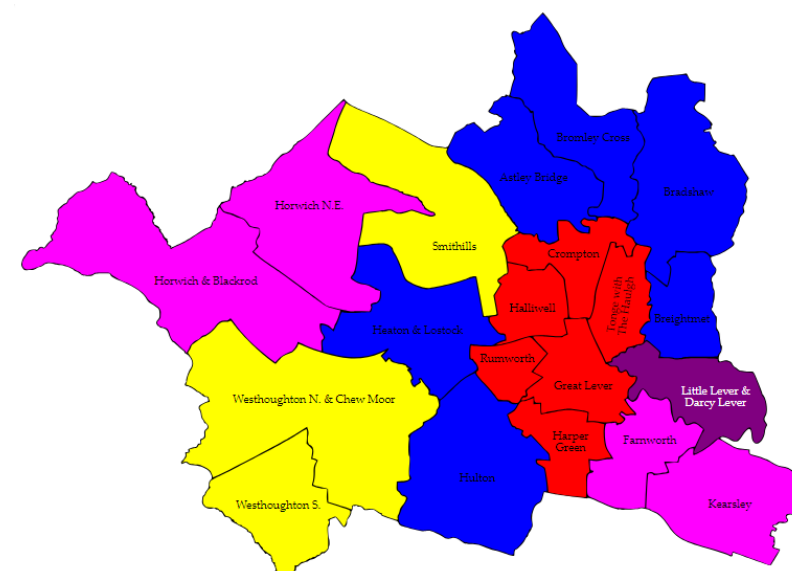 Bromley Cross
Astley Bridge
Bradshaw
Horwich N.E.
Smithills
Crompton
Horwich & Blackrod
Tonge with
The Haulgh
Halliwell
Heaton & Lostock
Rumworth
Great Lever
Little Lever &
Darcy Lever
Westhoughton N. & Chew Moor
Harper
Green
Farnworth
Hulton
Westhoughton S.
Kearsley